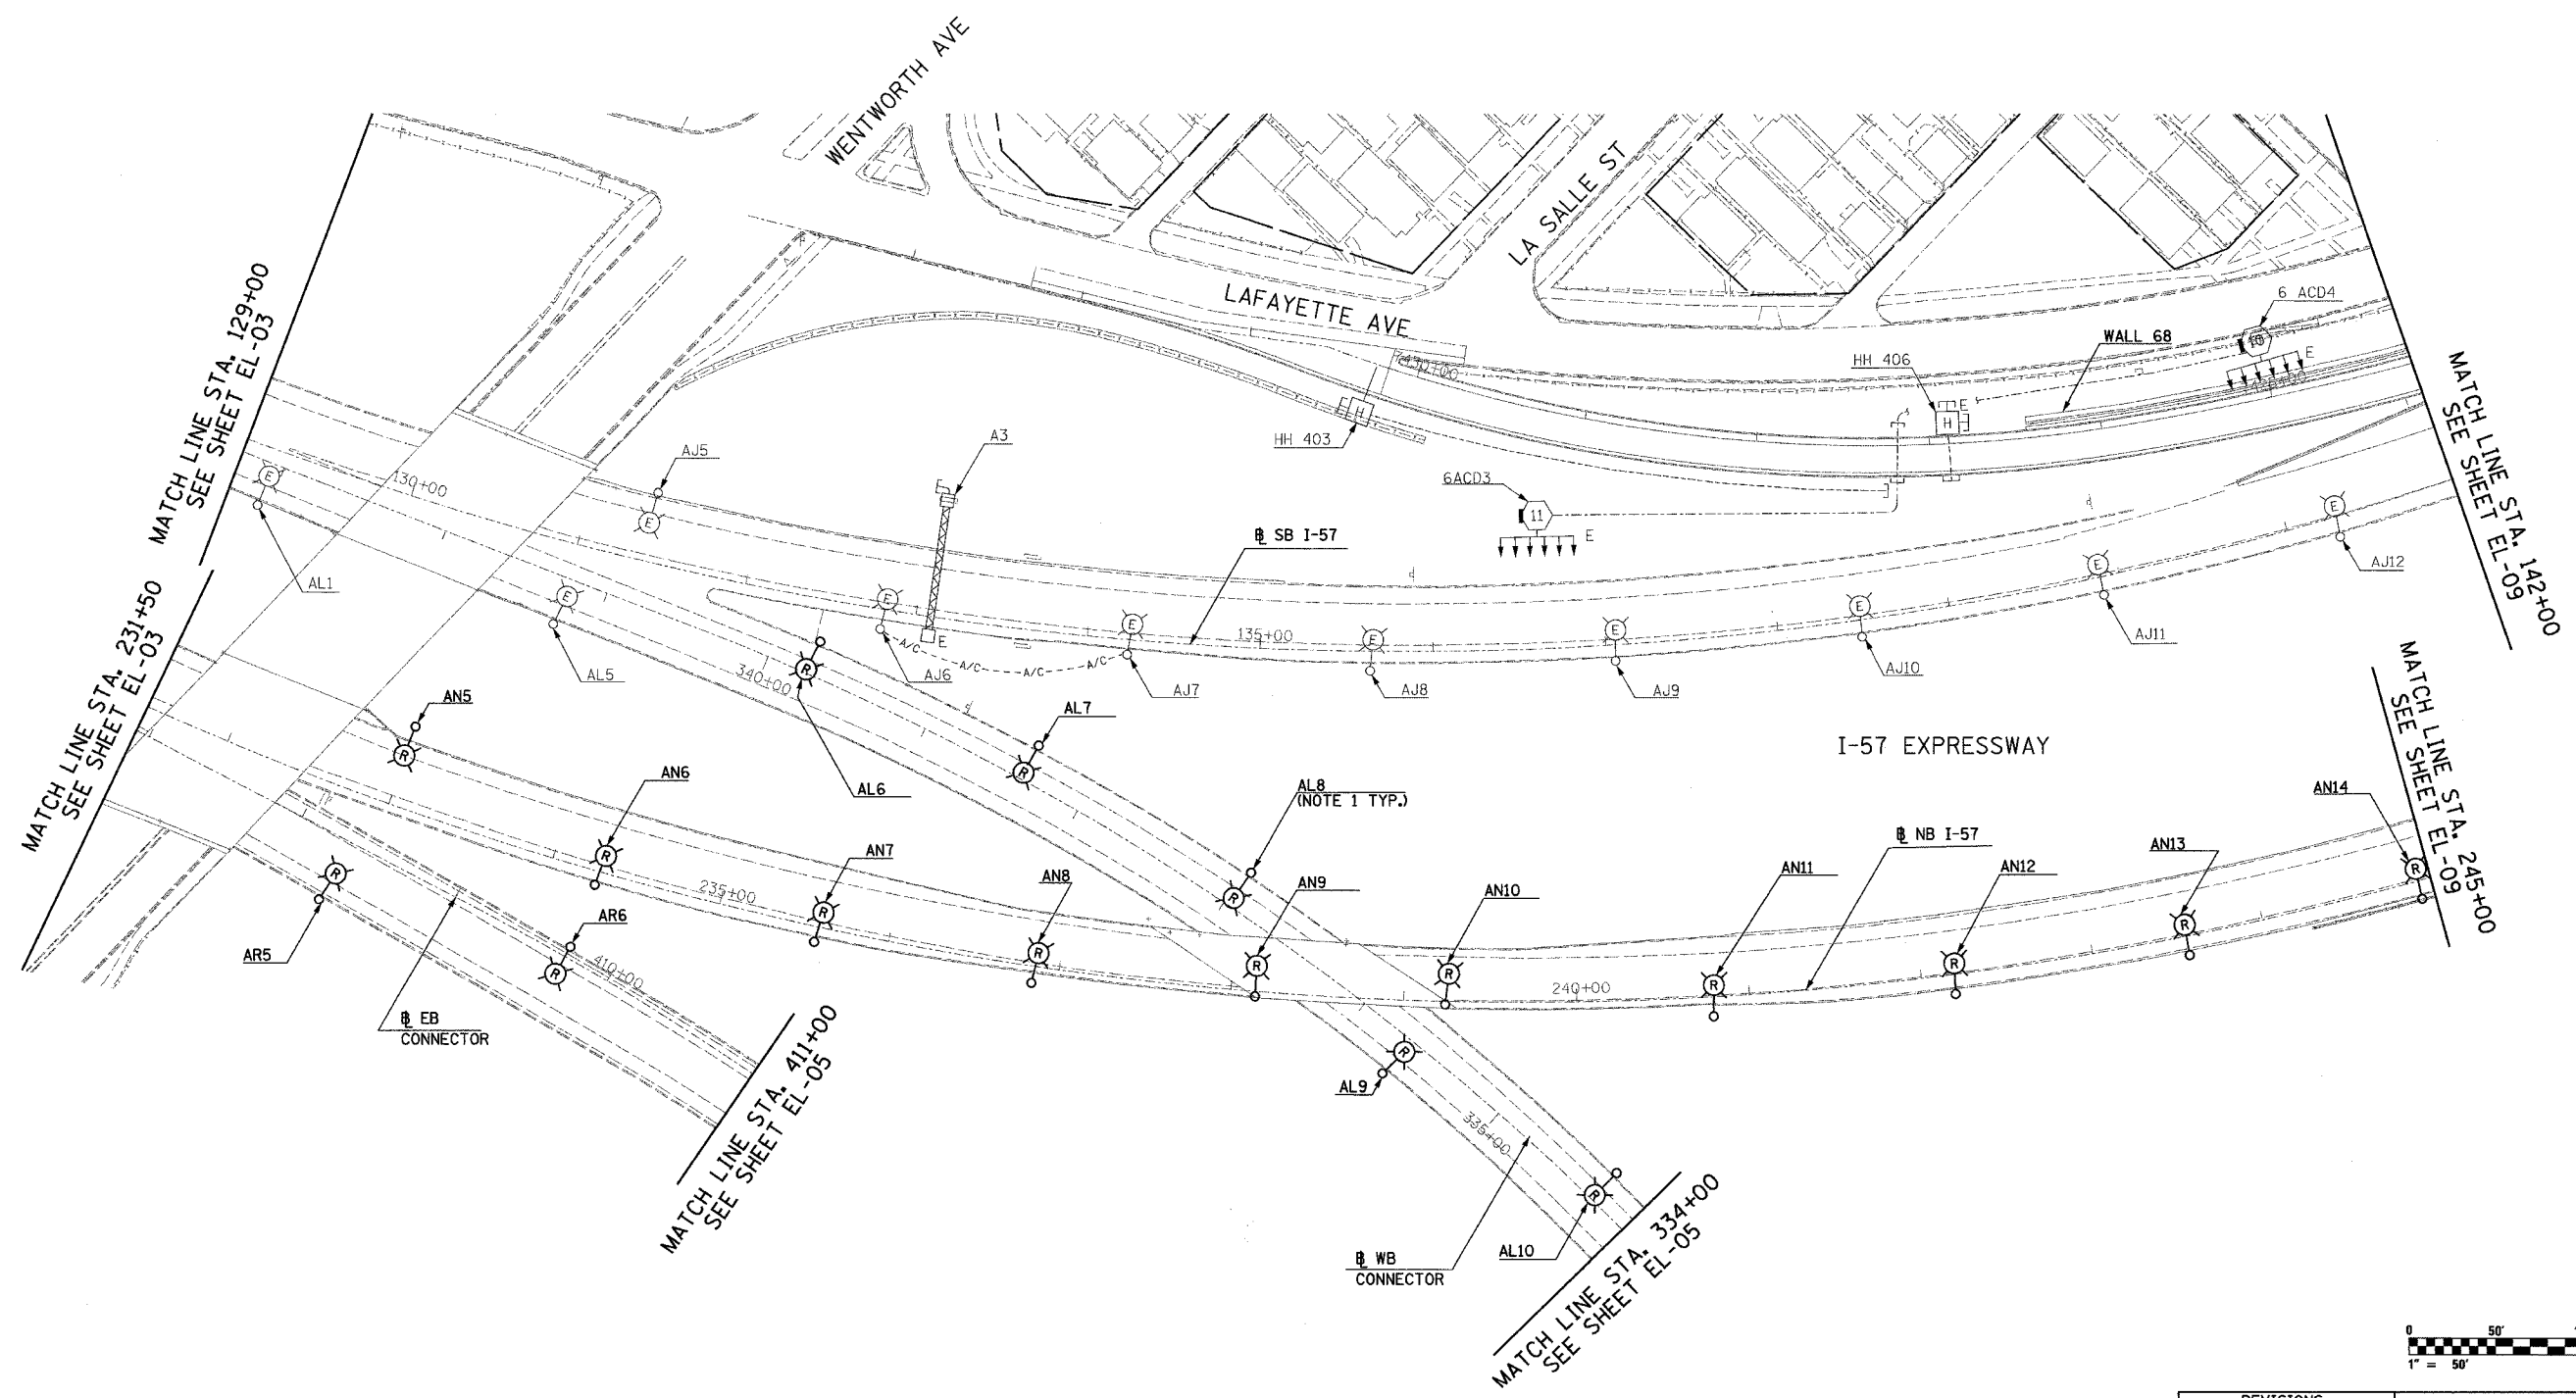 WENTWORTH AVE
LA SALLE ST
LAFAYETTE AVE
MATCH LINE STA. 129+00
SEE SHEET EL-03
6 ACD4
10
E
WALL 68
HH 406
H
E
HH 403
H
MATCH LINE STA. 142+00
SEE SHEET EL-09
A3
E
AJ5
E
130+00
E
AL1
6ACD3
11
E
SB I-57
135+00
E
AJ12
E
AJ11
E
AJ10
E
AJ9
E
AJ8
E
AJ7
E
AJ6
A/C
A/C
A/C
A/C
E
AL5
MATCH LINE STA. 231+50
SEE SHEET EL-03
340+00
R
AL6
AL7
R
AN5
R
I-57 EXPRESSWAY
MATCH LINE STA. 245+00
SEE SHEET EL-09
AN6
R
AL8
(NOTE 1 TYP.)
R
AN7
R
AN8
R
AN9
R
AN10
R
AN11
R
NB I-57
AN12
R
AN13
R
AN14
R
235+00
240+00
R
AR5
AR6
R
410+00
EB
CONNECTOR
MATCH LINE STA. 411+00
SEE SHEET EL-05
R
AL9
335+00
R
AL10
WB
CONNECTOR
MATCH LINE STA. 334+00
SEE SHEET EL-05
0 50'
1" = 50'
REVISIONS